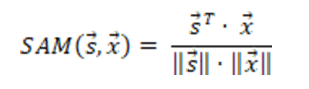 SAM(s⃗, x⃗) = s⃗ᵀ · x⃗ / ‖s⃗‖ · ‖x⃗‖